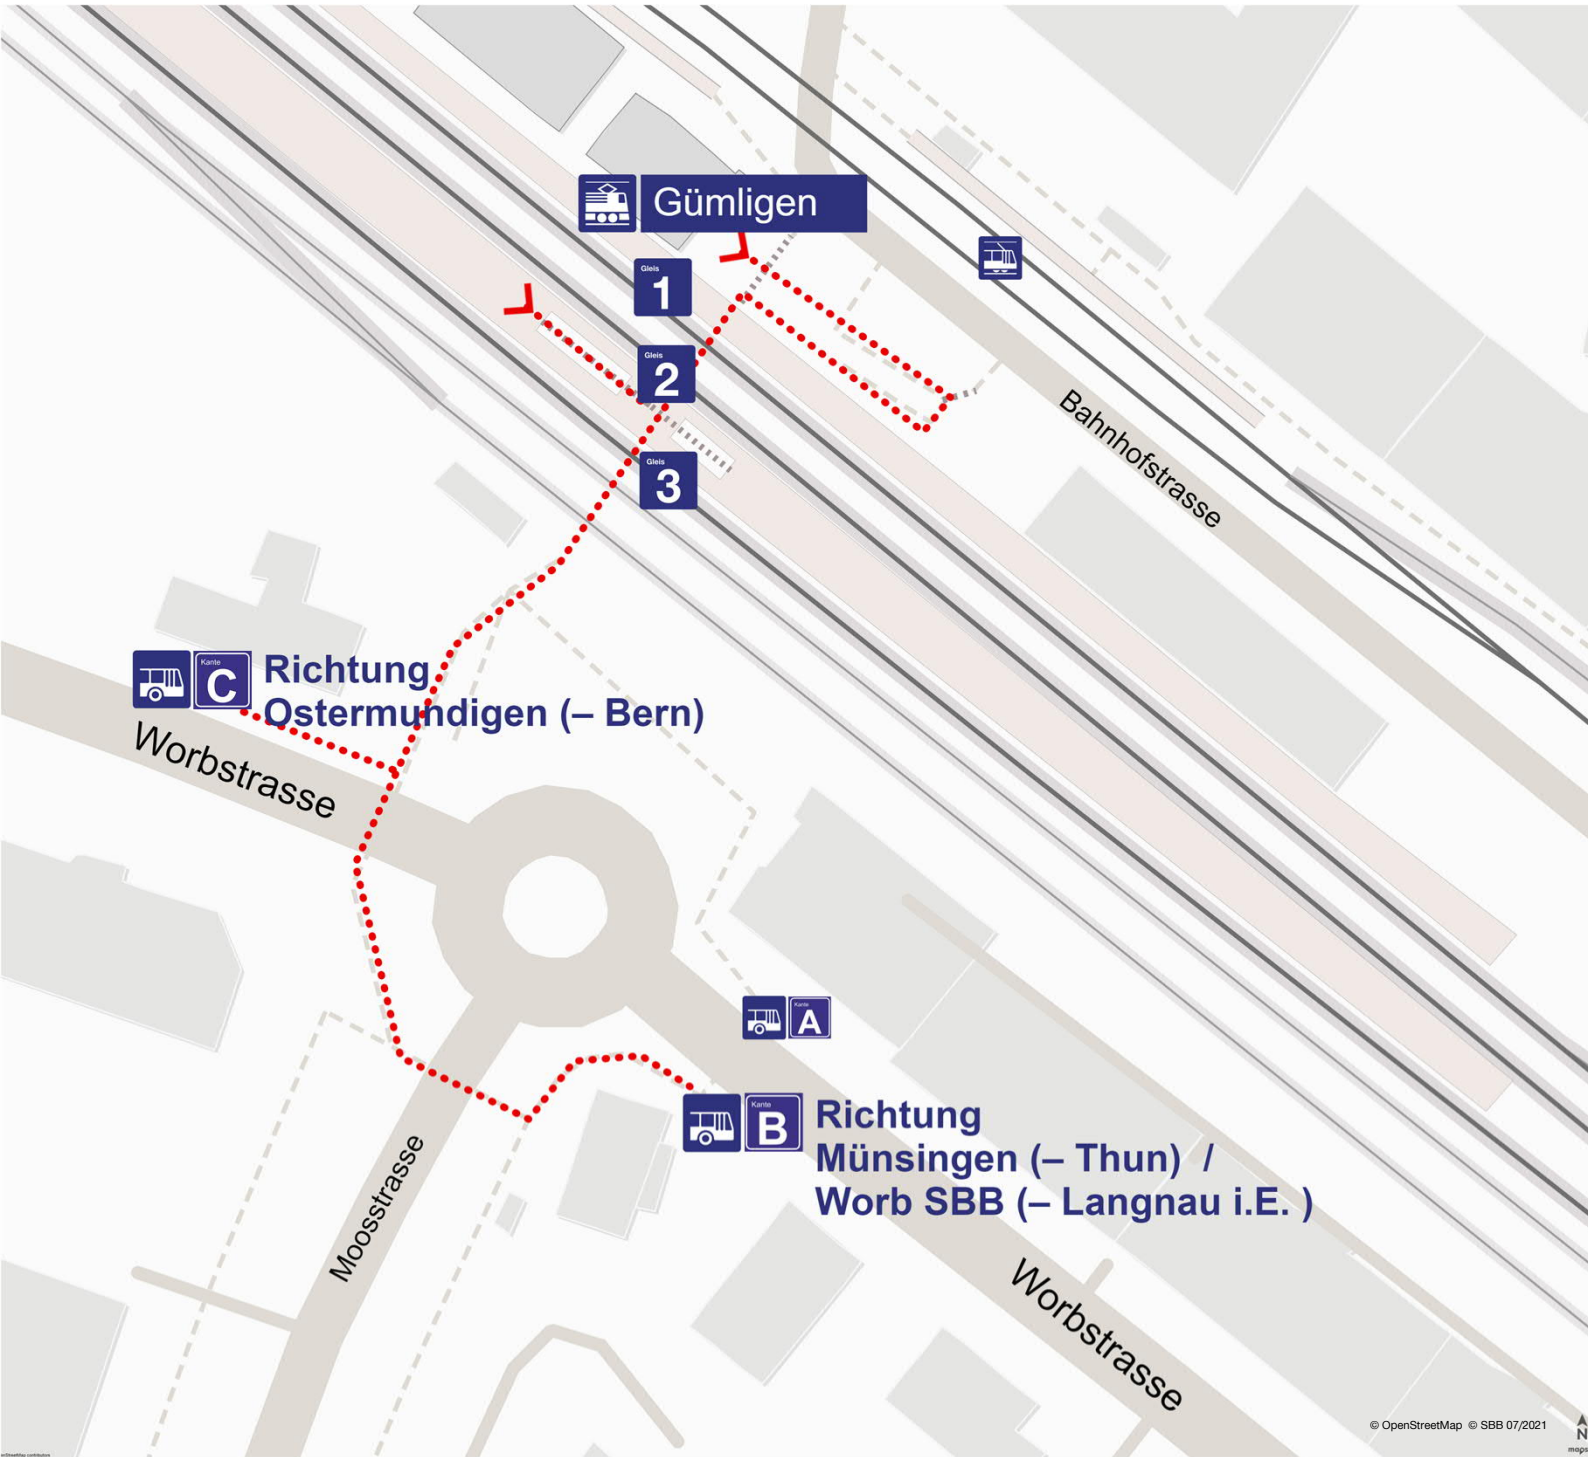 Gümligen
Gleis
1
Gleis
2
Gleis
3
Bahnhofstrasse
Kante
C
Richtung
Ostermundigen (– Bern)
Worbstrasse
Kante
A
Kante
B
Richtung
Münsingen (– Thun) /
Worb SBB (– Langnau i.E. )
Moosstrasse
Worbstrasse
© OpenStreetMap © SBB 07/2021
N
maps